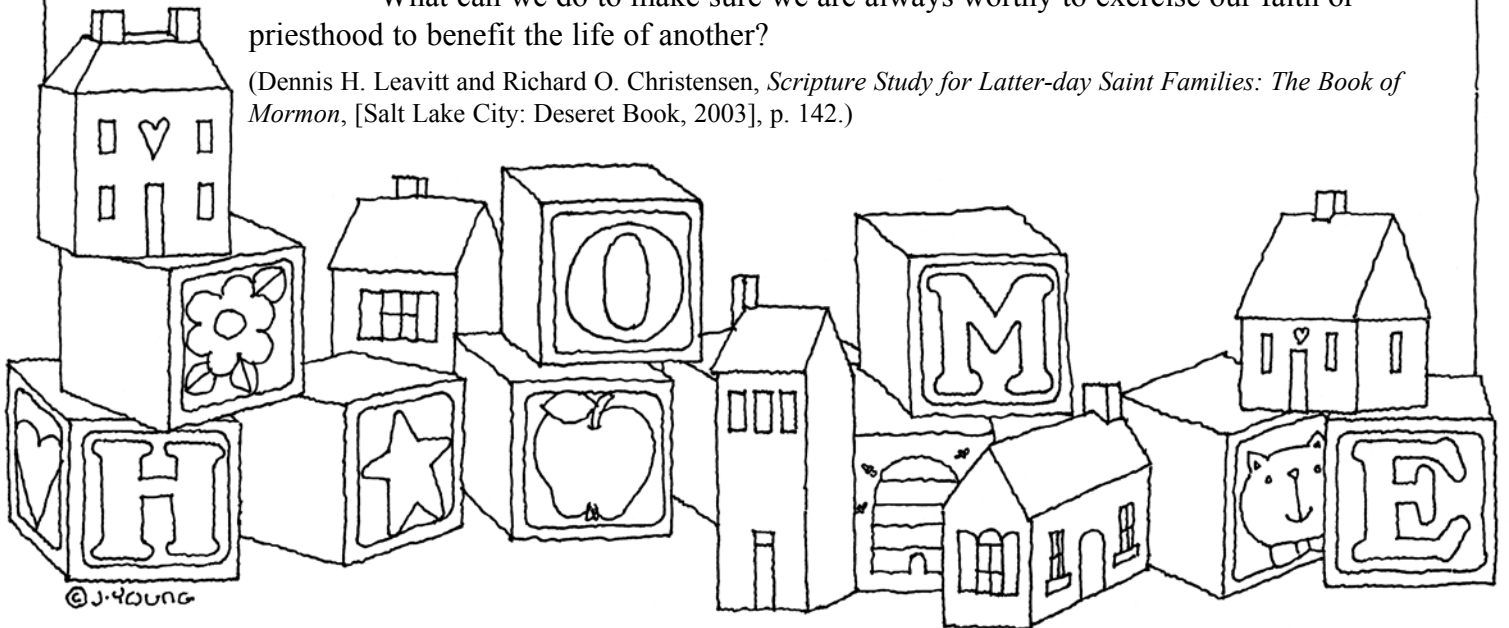 What can we do to make sure we are always worthy to exercise our faith or
priesthood to benefit the life of another?
(Dennis H. Leavitt and Richard O. Christensen, Scripture Study for Latter-day Saint Families: The Book of
Mormon, [Salt Lake City: Deseret Book, 2003], p. 142.)
O
M
H
E
© J. YOUNG